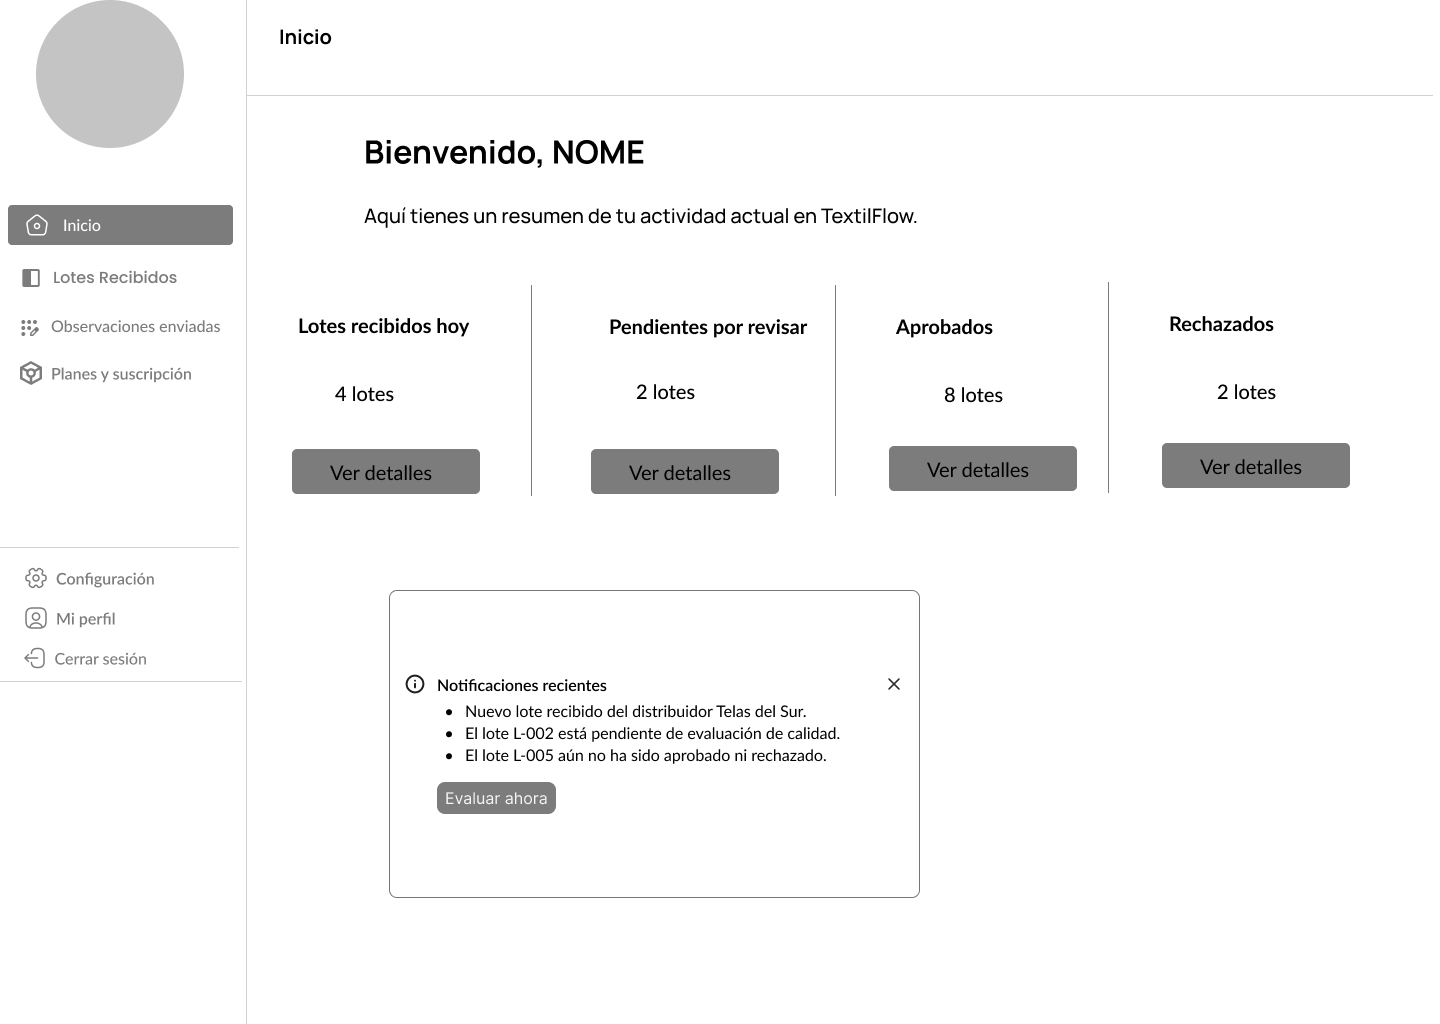 Inicio
Lotes Recibidos
Observaciones enviadas
Planes y suscripción
Configuración
Mi perfil
Cerrar sesión
Inicio
Bienvenido, NOME
Aquí tienes un resumen de tu actividad actual en TextilFlow.
Lotes recibidos hoy
4 lotes
Ver detalles
Pendientes por revisar
2 lotes
Ver detalles
Aprobados
8 lotes
Ver detalles
Rechazados
2 lotes
Ver detalles
Notificaciones recientes
• Nuevo lote recibido del distribuidor Telas del Sur.
• El lote L-002 está pendiente de evaluación de calidad.
• El lote L-005 aún no ha sido aprobado ni rechazado.
Evaluar ahora